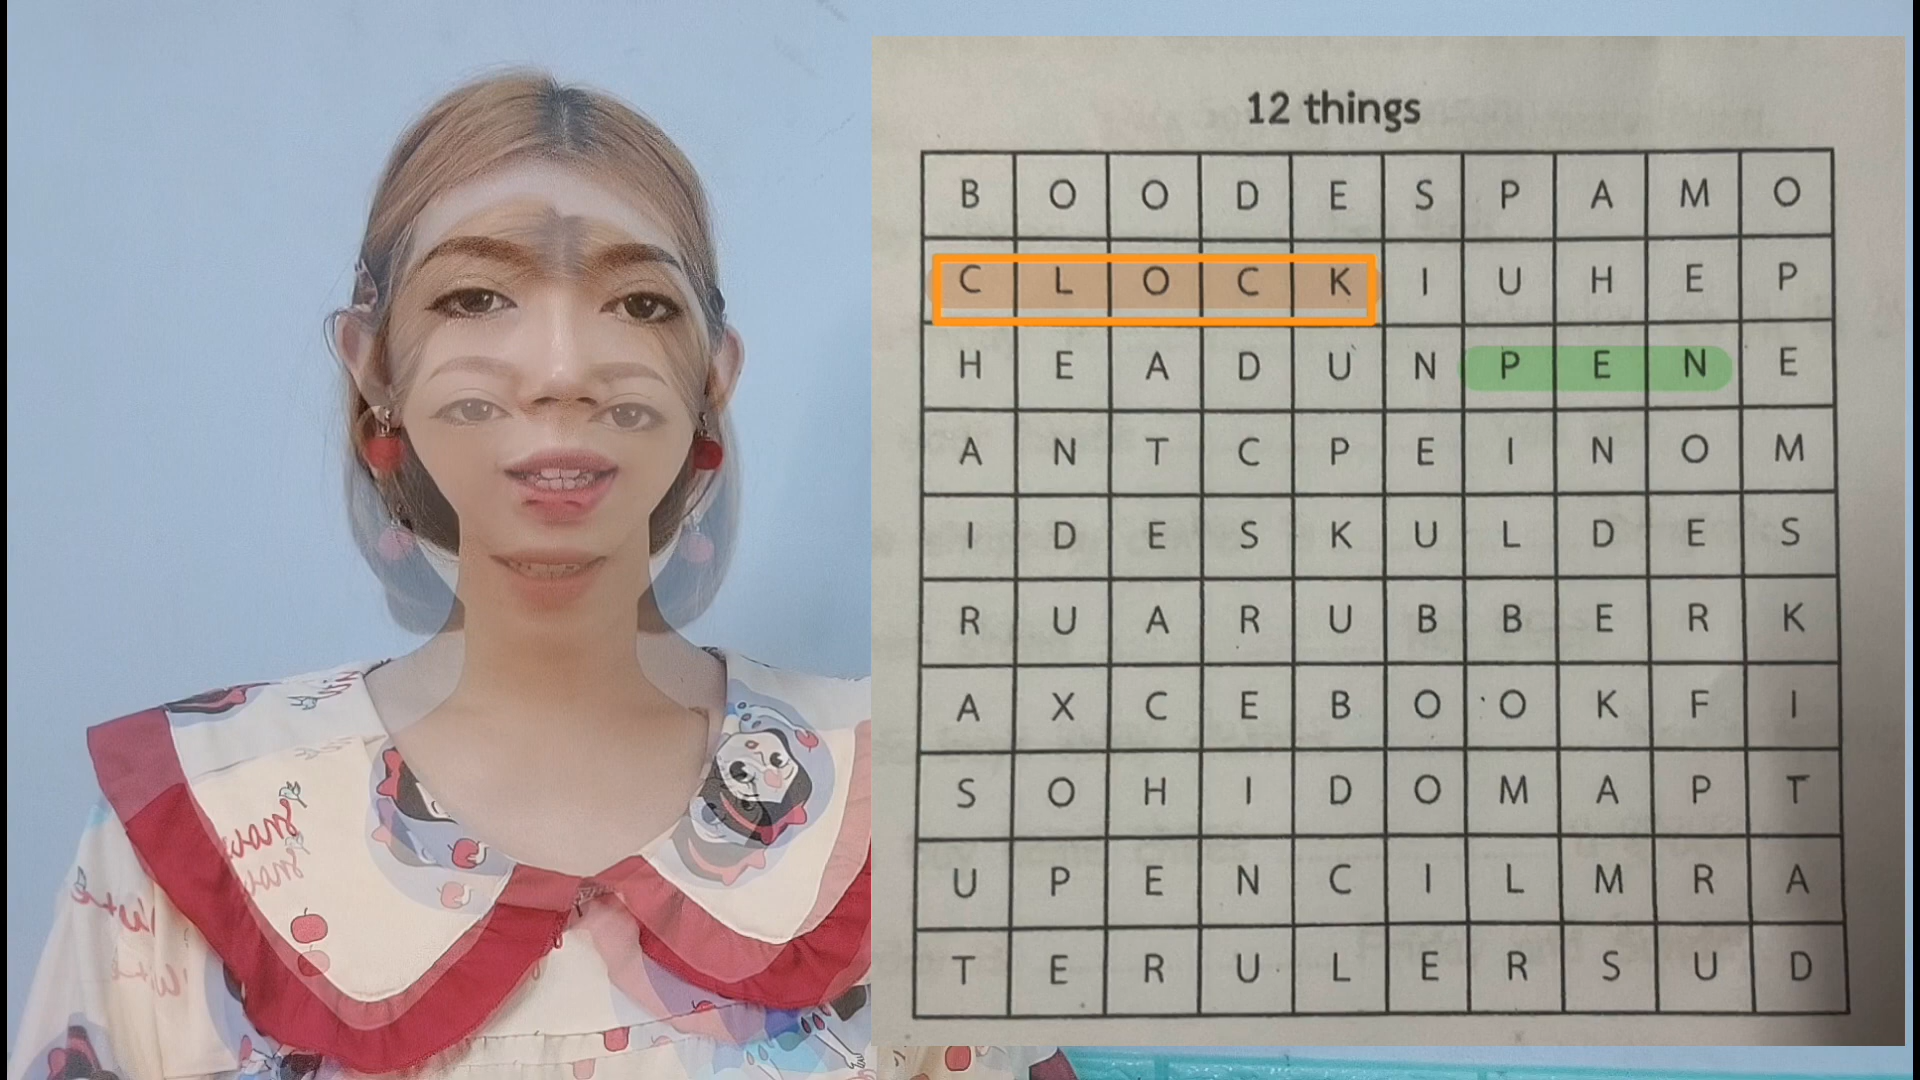 12 things
B O O D E S P A M O
C L O C K I U H E P
H E A D U N P E N E
A N T C P E I N O M
I D E S K U L D E S
R U A R U B B E R K
A X C E B O O K F I
S O H I D O M A P T
U P E N C I L M R A
T E R U L E R S U D